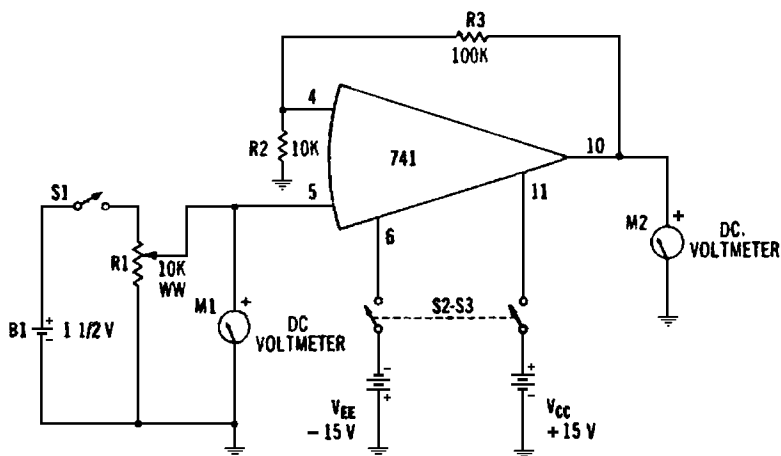 R3
100K
4
R2
10K
741
10
5
11
S1
6
M2
+
DC.
VOLTMETER
R1
10K
WW
M1
+
DC
VOLTMETER
S2-S3
B1
+
-
1 1/2 V
-
+
VEE
- 15 V
+
-
VCC
+ 15 V